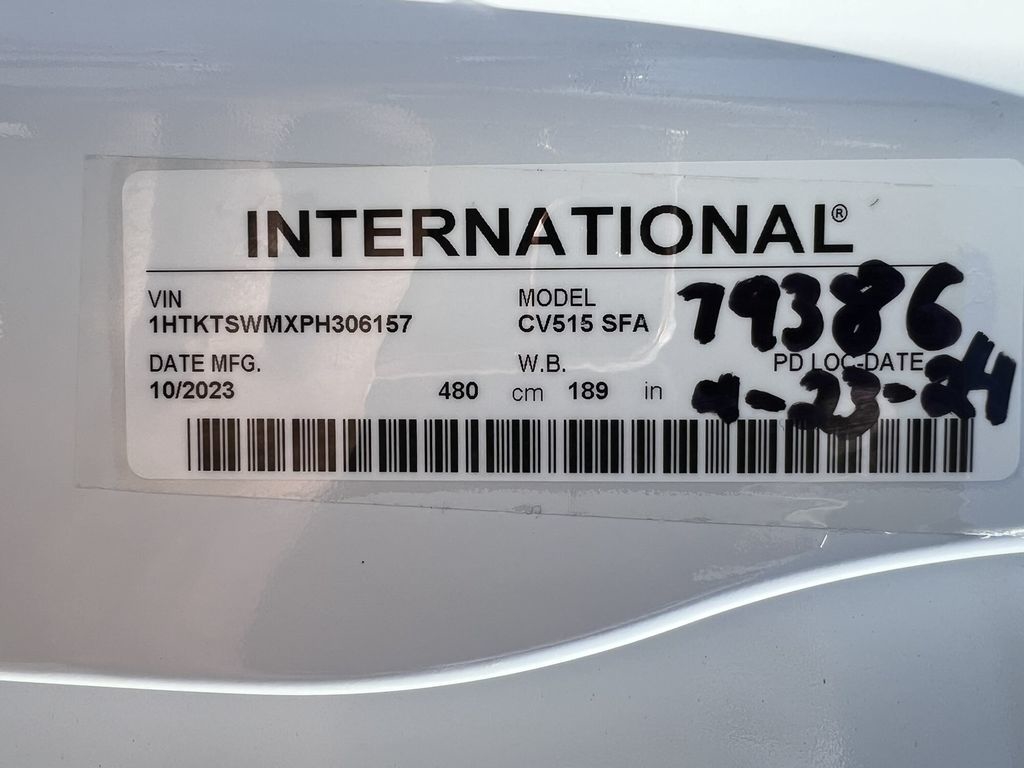 INTERNATIONAL®
VIN MODEL 79386
1HTKTSWMXPH306157 CV515 SFA
DATE MFG. W.B. PD LOC-DATE
10/2023 480 cm 189 in 4-23-24